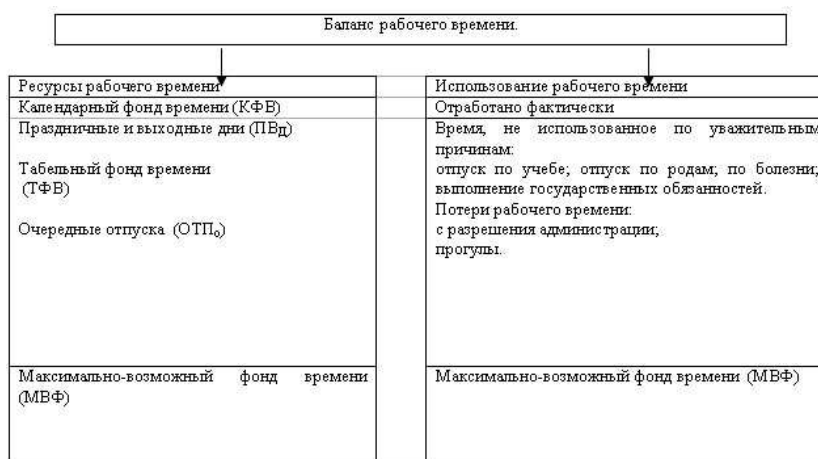 Баланс рабочего времени.
Ресурсы рабочего времени
Календарный фонд времени (КФВ)
Праздничные и выходные дни (ПВд)
Табельный фонд времени
(ТФВ)
Очередные отпуска (ОТПо)
Максимально-возможный фонд времени
(МВФ)
Использование рабочего времени
Отработано фактически
Время, не использованное по уважительным
причинам:
отпуск по учебе; отпуск по родам; по болезни;
выполнение государственных обязанностей.
Потери рабочего времени:
с разрешения администрации;
прогулы.
Максимально-возможный фонд времени (МВФ)